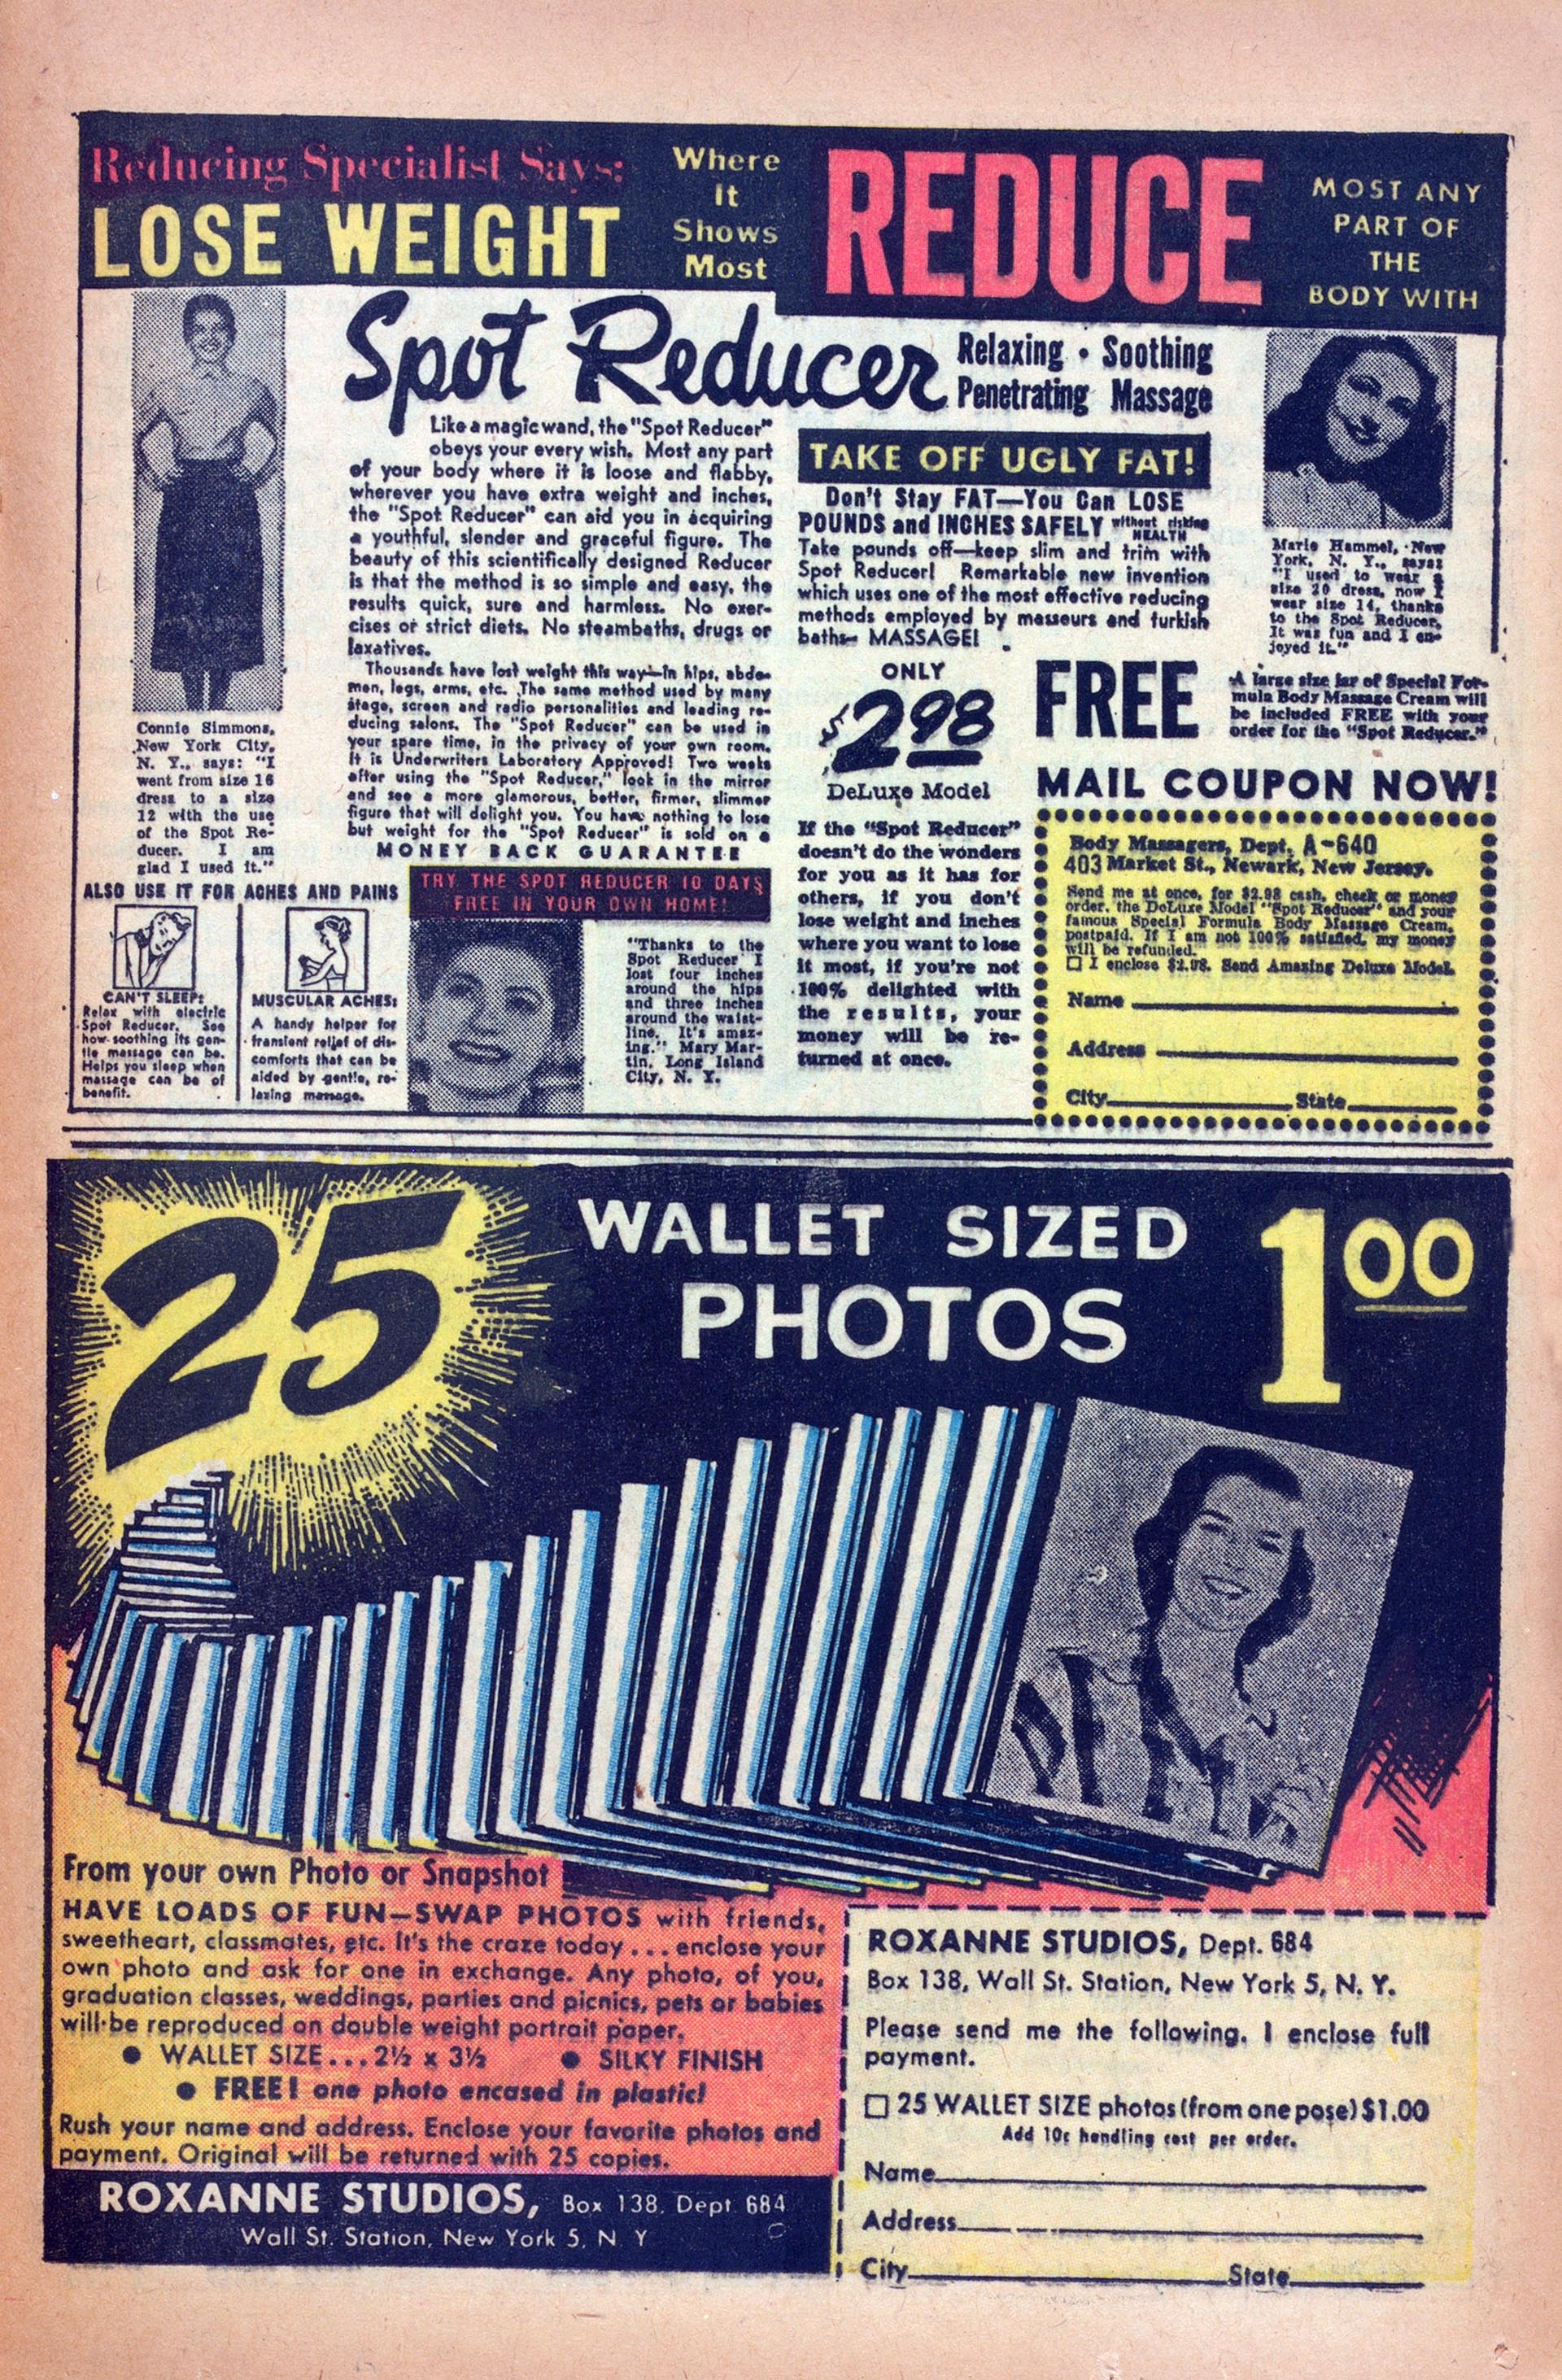 Reducing Specialist Says:
LOSE WEIGHT
Where
It
Shows
Most
REDUCE
MOST ANY
PART OF
THE
BODY WITH
Spot Reducer
Relaxing • Soothing
Penetrating Massage
Connie Simmons,
New York City,
N. Y., says: "I
went from size 16
dress to a size
12 with the use
of the Spot Re-
ducer. I am
glad I used it."
Like a magic wand, the "Spot Reducer"
obeys your every wish. Most any part
of your body where it is loose and flabby,
wherever you have extra weight and inches,
the "Spot Reducer" can aid you in acquiring
a youthful, slender and graceful figure. The
beauty of this scientifically designed Reducer
is that the method is so simple and easy, the
results quick, sure and harmless. No exer-
cises or strict diets. No steambaths, drugs or
laxatives.
Thousands have lost weight this way—in hips, abdo-
men, legs, arms, etc. The same method used by many
stage, screen and radio personalities and leading re-
ducing salons. The "Spot Reducer" can be used in
your spare time, in the privacy of your own room.
It is Underwriters Laboratory Approved! Two weeks
after using the "Spot Reducer," look in the mirror
and see a more glamorous, better, firmer, slimmer
figure that will delight you. You have nothing to lose
but weight for the "Spot Reducer" is sold on a
MONEY BACK GUARANTEE
TRY THE SPOT REDUCER 10 DAYS
FREE IN YOUR OWN HOME!
"Thanks to the
Spot Reducer I
lost four inches
around the hips
and three inches
around the waist-
line. It's amaz-
ing." Mary Mar-
tin, Long Island
City, N. Y.
ALSO USE IT FOR ACHES AND PAINS
CAN'T SLEEP:
Relax with electric
Spot Reducer. See
how soothing its gen-
tle massage can be.
Helps you sleep when
massage can be of
benefit.
MUSCULAR ACHES:
A handy helper for
transient relief of dis-
comforts that can be
aided by gentle, re-
laxing massage.
TAKE OFF UGLY FAT!
Don't Stay FAT—You Can LOSE
POUNDS and INCHES SAFELY without risking
HEALTH
Take pounds off—keep slim and trim with
Spot Reducer! Remarkable new invention
which uses one of the most effective reducing
methods employed by masseurs and turkish
baths—MASSAGE!
ONLY
$2.98
DeLuxe Model
If the "Spot Reducer"
doesn't do the wonders
for you as it has for
others, if you don't
lose weight and inches
where you want to lose
it most, if you're not
100% delighted with
the results, your
money will be re-
turned at once.
Marie Hammel, New
York, N. Y., says:
"I used to wear a
size 20 dress, now I
wear size 14, thanks
to the Spot Reducer.
It was fun and I en-
joyed it."
FREE
A large size jar of Special For-
mula Body Massage Cream will
be included FREE with your
order for the "Spot Reducer."
MAIL COUPON NOW!
Body Massagers, Dept. A-640
403 Market St., Newark, New Jersey.
Send me at once, for $2.98 cash, check or money
order, the DeLuxe Model "Spot Reducer" and your
famous Special Formula Body Massage Cream,
postpaid. If I am not 100% satisfied, my money
will be refunded.
I enclose $2.98. Send Amazing Deluxe Model.
Name
Address
City State
25
WALLET SIZED
PHOTOS
1 00
From your own Photo or Snapshot
HAVE LOADS OF FUN—SWAP PHOTOS with friends,
sweetheart, classmates, etc. It's the craze today...enclose your
own photo and ask for one in exchange. Any photo, of you,
graduation classes, weddings, parties and picnics, pets or babies
will be reproduced on double weight portrait paper.
• WALLET SIZE...2½ x 3½ • SILKY FINISH
• FREE! one photo encased in plastic!
Rush your name and address. Enclose your favorite photos and
payment. Original will be returned with 25 copies.
ROXANNE STUDIOS, Box 138, Dept 684
Wall St. Station, New York 5, N Y
ROXANNE STUDIOS, Dept. 684
Box 138, Wall St. Station, New York 5, N. Y.
Please send me the following. I enclose full
payment.
25 WALLET SIZE photos (from one pose) $1.00
Add 10c handling cost per order.
Name
Address
City State